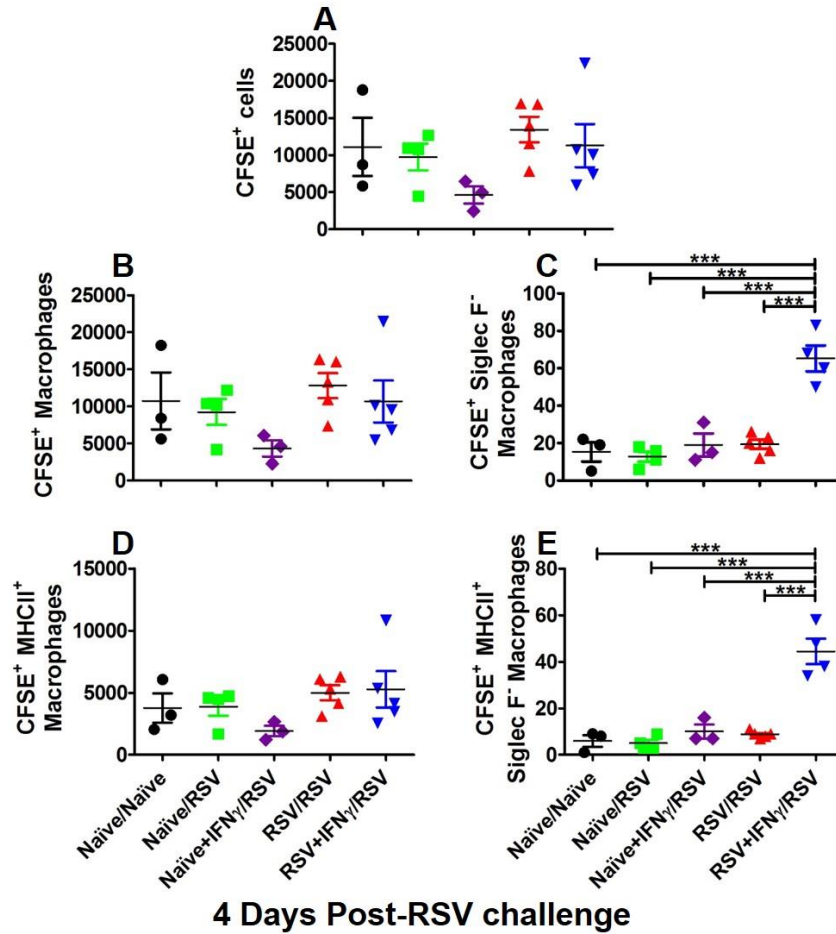 A
CFSE+ cells
25000
20000
15000
10000
5000
0
B
CFSE+ Macrophages
25000
20000
15000
10000
5000
0
C
CFSE+ Siglec F-
Macrophages
100
80
60
40
20
0
***
***
***
***
D
CFSE+ MHCII+
Macrophages
15000
10000
5000
0
Naïve/Naïve
Naïve/RSV
Naïve+IFNγ/RSV
RSV/RSV
RSV+IFNγ/RSV
E
CFSE+ MHCII+
Siglec F- Macrophages
80
60
40
20
0
***
***
***
***
Naïve/Naïve
Naïve/RSV
Naïve+IFNγ/RSV
RSV/RSV
RSV+IFNγ/RSV
4 Days Post-RSV challenge